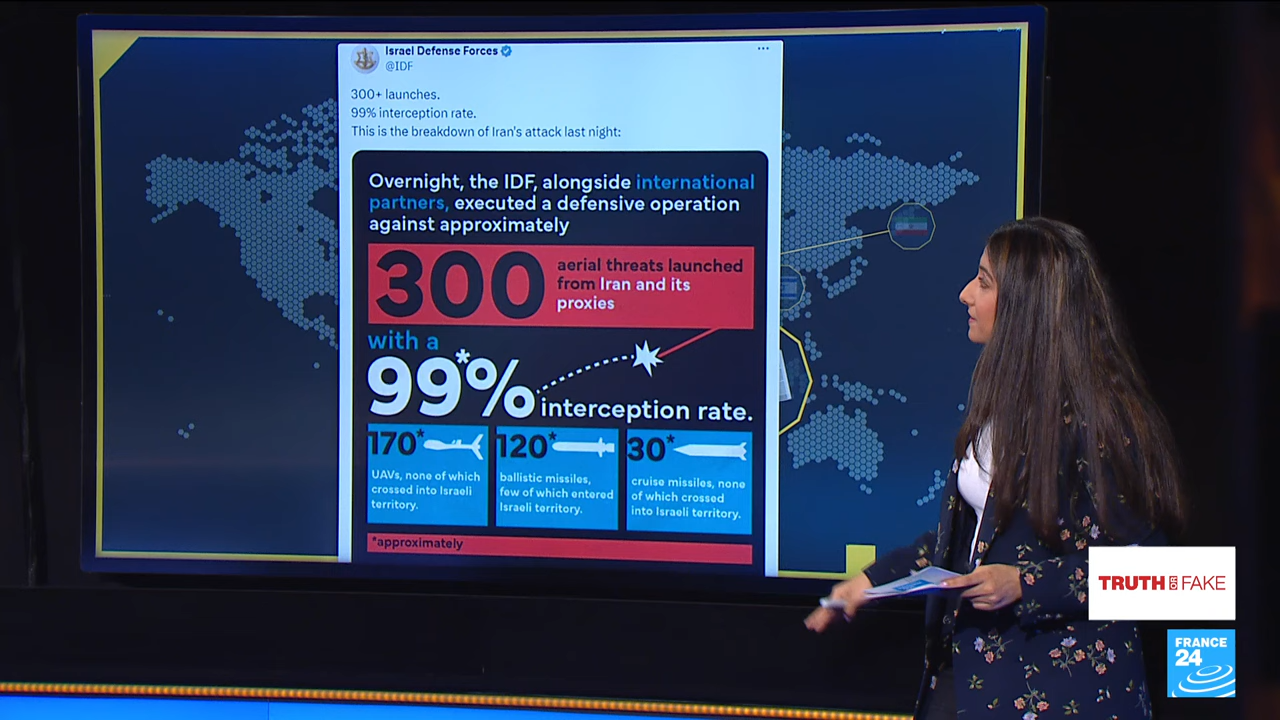 Israel Defense Forces
@IDF
300+ launches.
99% interception rate.
This is the breakdown of Iran's attack last night:
Overnight, the IDF, alongside international
partners, executed a defensive operation
against approximately
300
aerial threats launched
from Iran and its
proxies
with a
99*%
interception rate.
170*
UAVs, none of which
crossed into Israeli
territory.
120*
ballistic missiles,
few of which entered
Israeli territory.
30*
cruise missiles, none
of which crossed
into Israeli territory.
*approximately
TRUTH OR FAKE
FRANCE
24